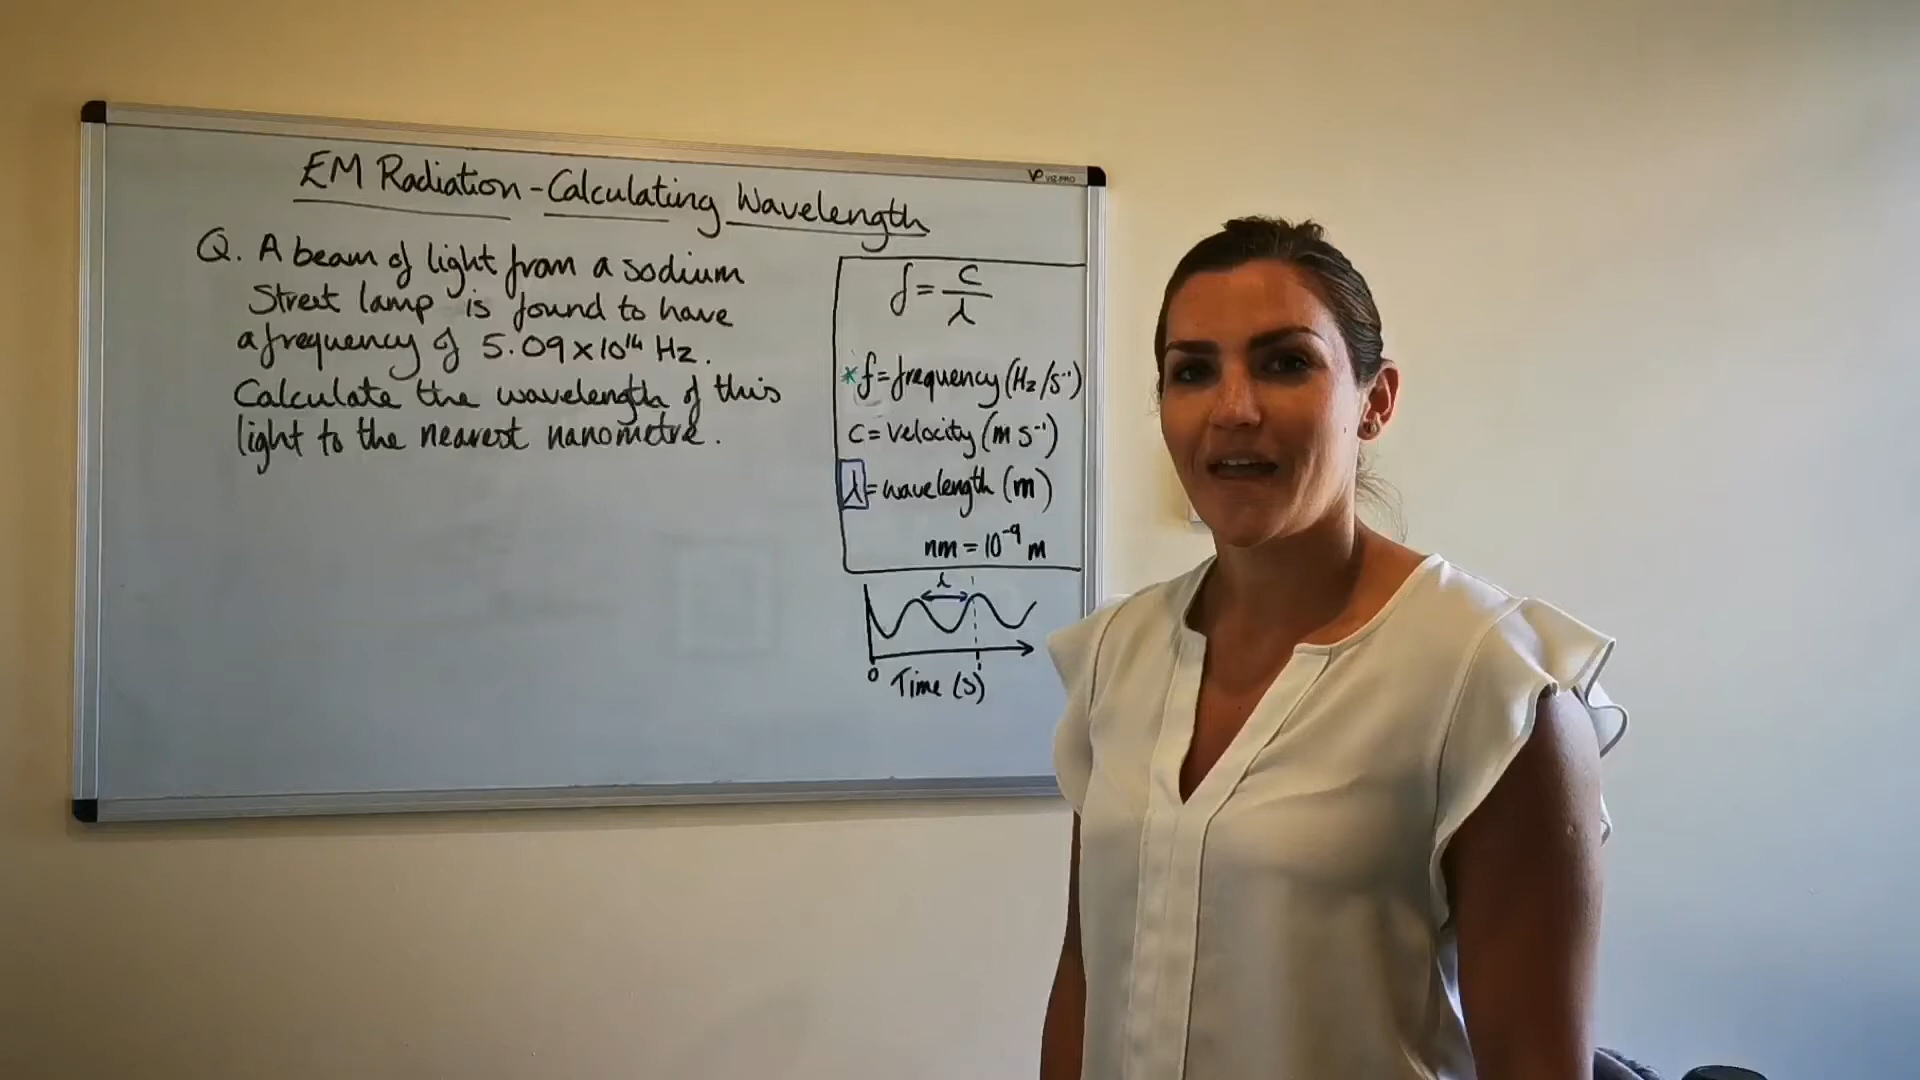 EM Radiation - Calculating Wavelength
VIZ-PRO
Q. A beam of light from a sodium
Street lamp is found to have
a frequency of 5.09 x 10¹⁴ Hz.
Calculate the wavelength of this
light to the nearest nanometre.
f = c/λ
* f = frequency (Hz/s⁻¹)
c = velocity (m s⁻¹)
λ = wavelength (m)
nm = 10⁻⁹ m
λ
0 Time (s)